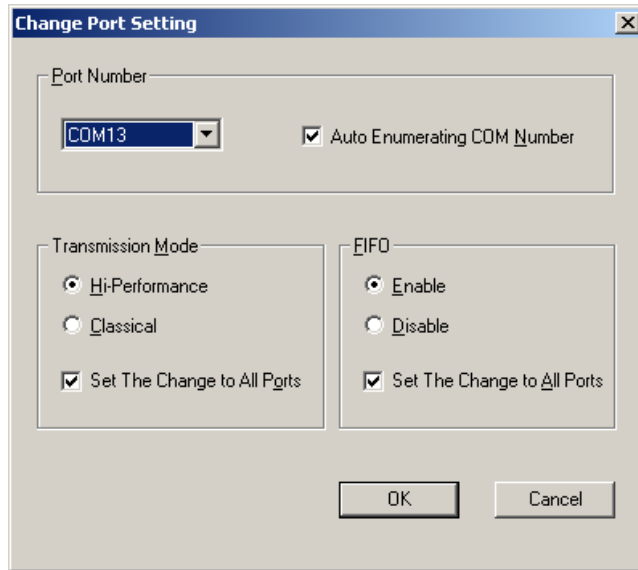 Change Port Setting
Port Number
COM13
Auto Enumerating COM Number
Transmission Mode
Hi-Performance
Classical
Set The Change to All Ports
FIFO
Enable
Disable
Set The Change to All Ports
OK
Cancel